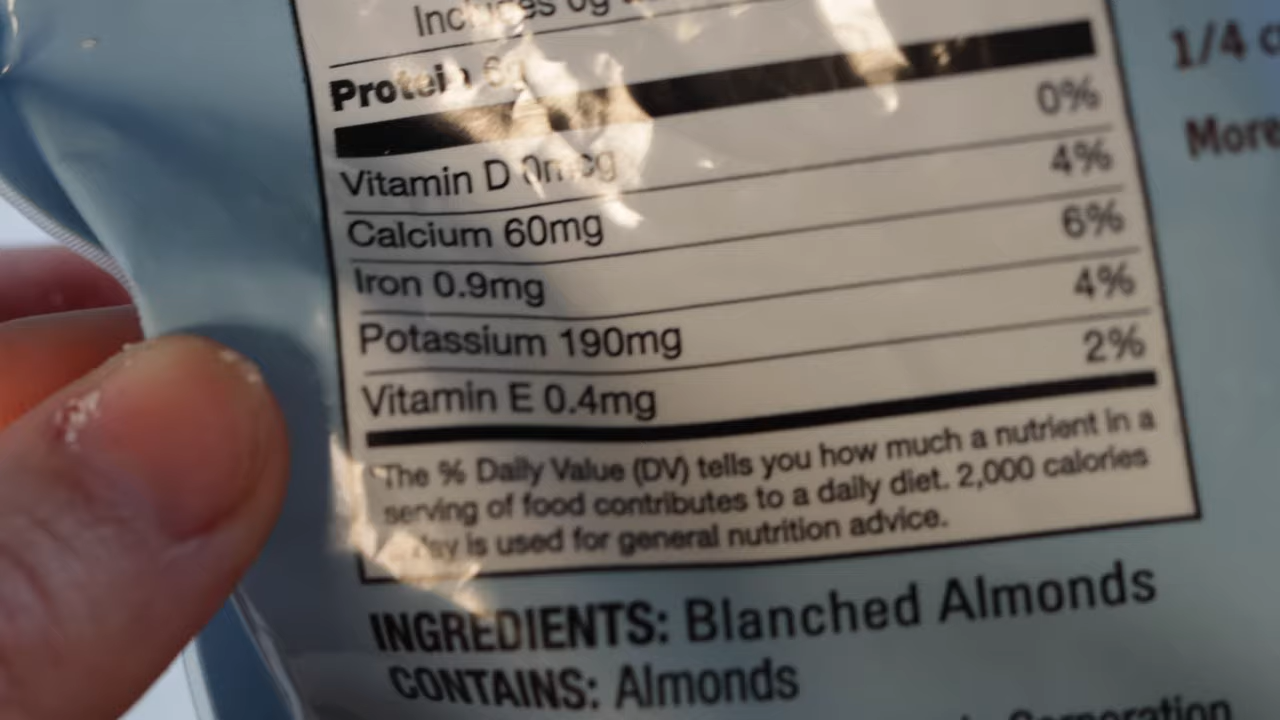 Includes 0g
Protein 6g
Vitamin D 0mcg 0%
Calcium 60mg 4%
Iron 0.9mg 6%
Potassium 190mg 4%
Vitamin E 0.4mg 2%
*The % Daily Value (DV) tells you how much a nutrient in a
serving of food contributes to a daily diet. 2,000 calories
day is used for general nutrition advice.
INGREDIENTS: Blanched Almonds
CONTAINS: Almonds
Corporation
1/4 c
More